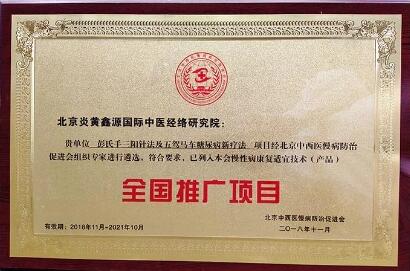 北京炎黄鑫源国际中医经络研究院：
贵单位 彭氏手三阳针法及五驾马车糖尿病新疗法 项目经北京中西医慢病防治
促进会组织专家进行遴选，符合要求，已列入本会慢性病康复适宜技术（产品）
全国推广项目
北京中西医慢病防治促进会
有效期：2018年11月-2021年10月
二〇一八年十一月